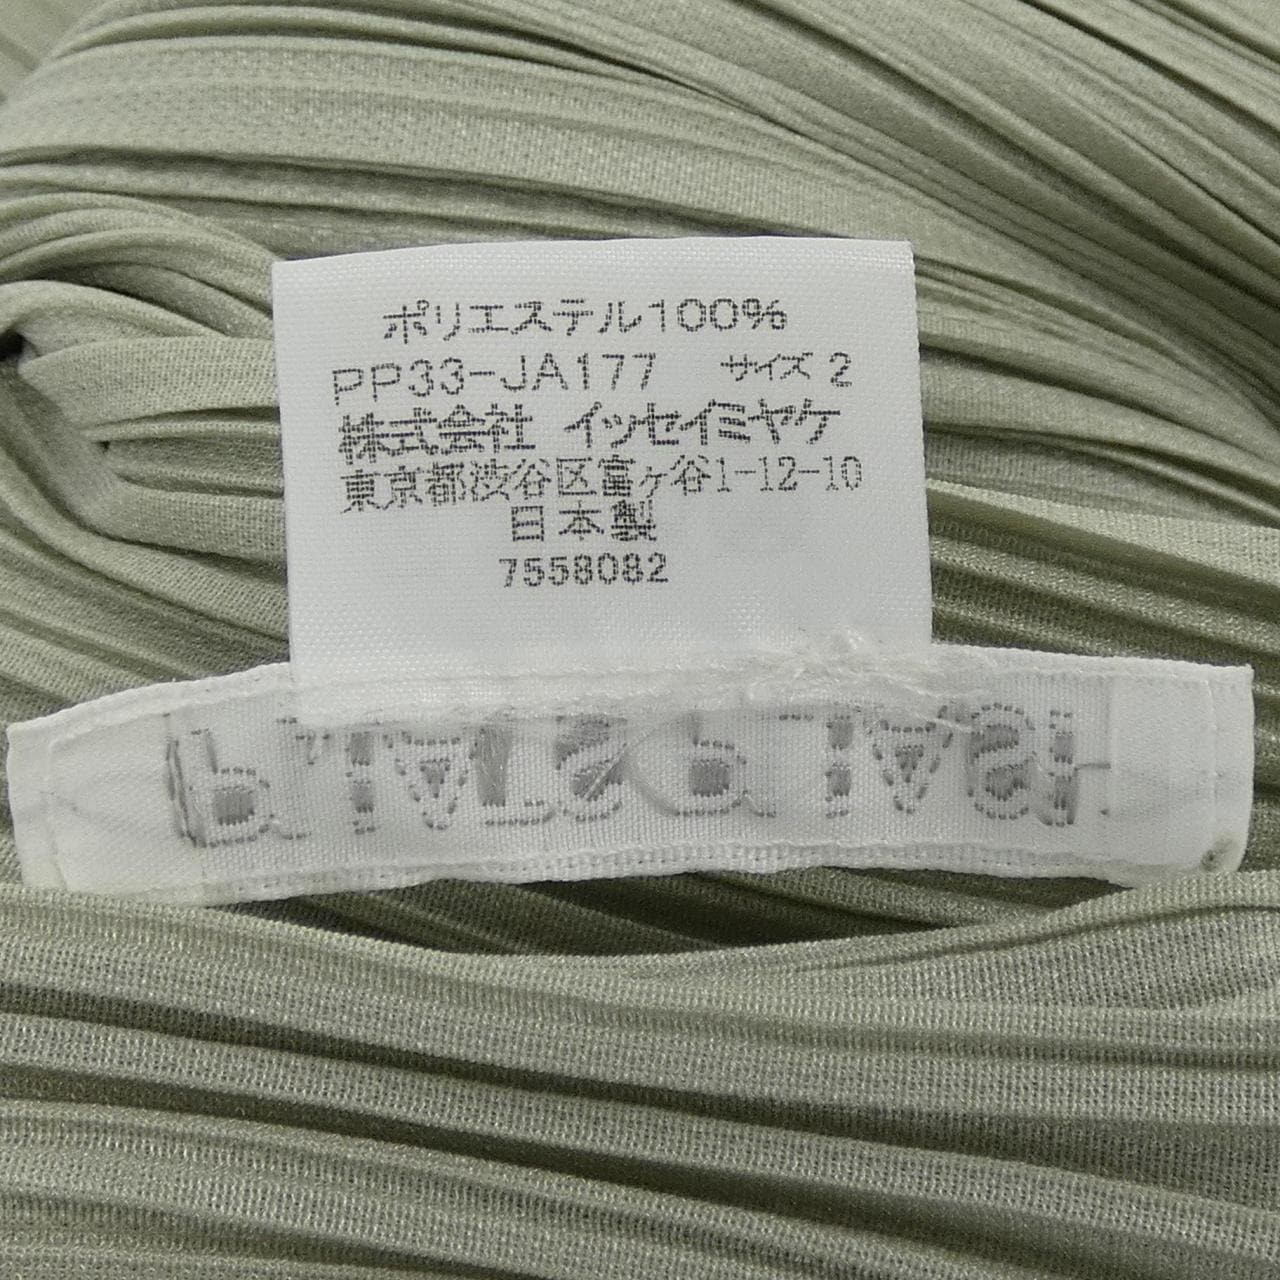 ポリエステル100%
PP33-JA177 サイズ 2
株式会社 イッセイミヤケ
東京都渋谷区富ヶ谷1-12-10
日本製
7558082